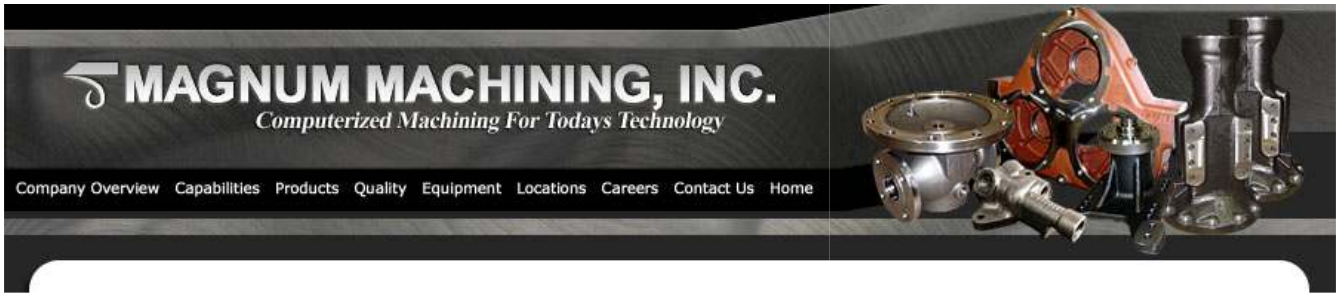 MAGNUM MACHINING, INC.
Computerized Machining For Todays Technology
Company Overview Capabilities Products Quality Equipment Locations Careers Contact Us Home